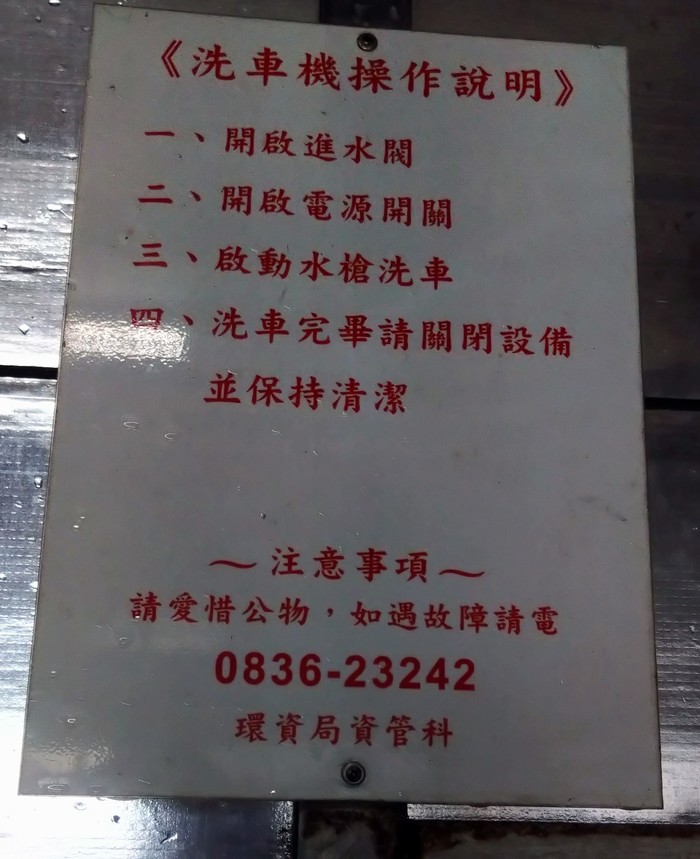 《洗車機操作說明》
一、開啟進水閥
二、開啟電源開關
三、啟動水槍洗車
四、洗車完畢請關閉設備
並保持清潔
～注意事項～
請愛惜公物，如遇故障請電
0836-23242
環資局資管科